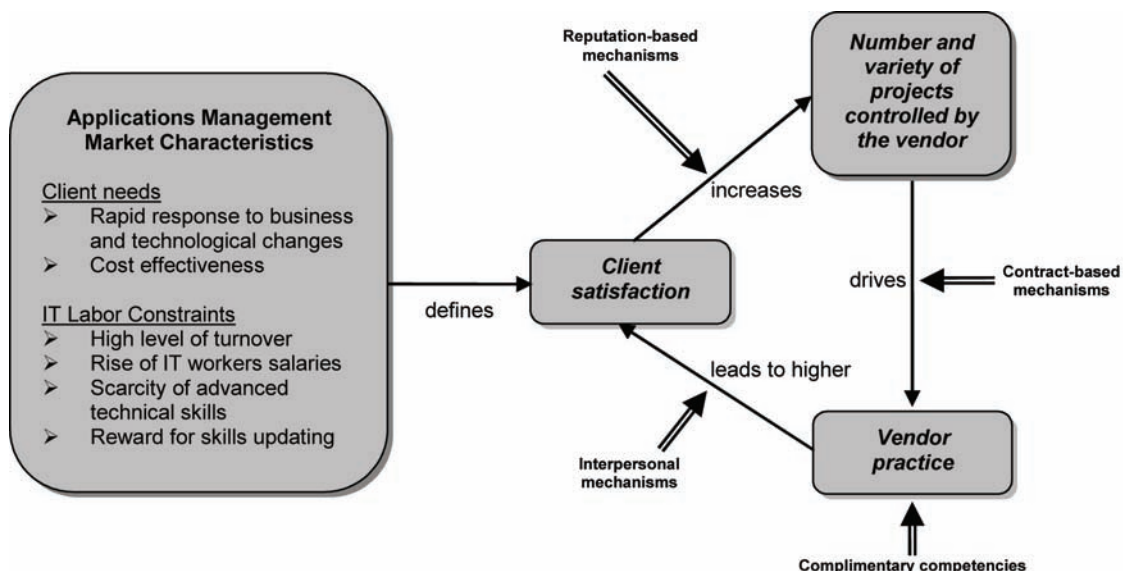 Applications Management
Market Characteristics
Client needs
➢ Rapid response to business
and technological changes
➢ Cost effectiveness
IT Labor Constraints
➢ High level of turnover
➢ Rise of IT workers salaries
➢ Scarcity of advanced
technical skills
➢ Reward for skills updating
defines
Client
satisfaction
Reputation-based
mechanisms
increases
Number and
variety of
projects
controlled by
the vendor
drives
Contract-based
mechanisms
leads to higher
Interpersonal
mechanisms
Vendor
practice
Complimentary competencies